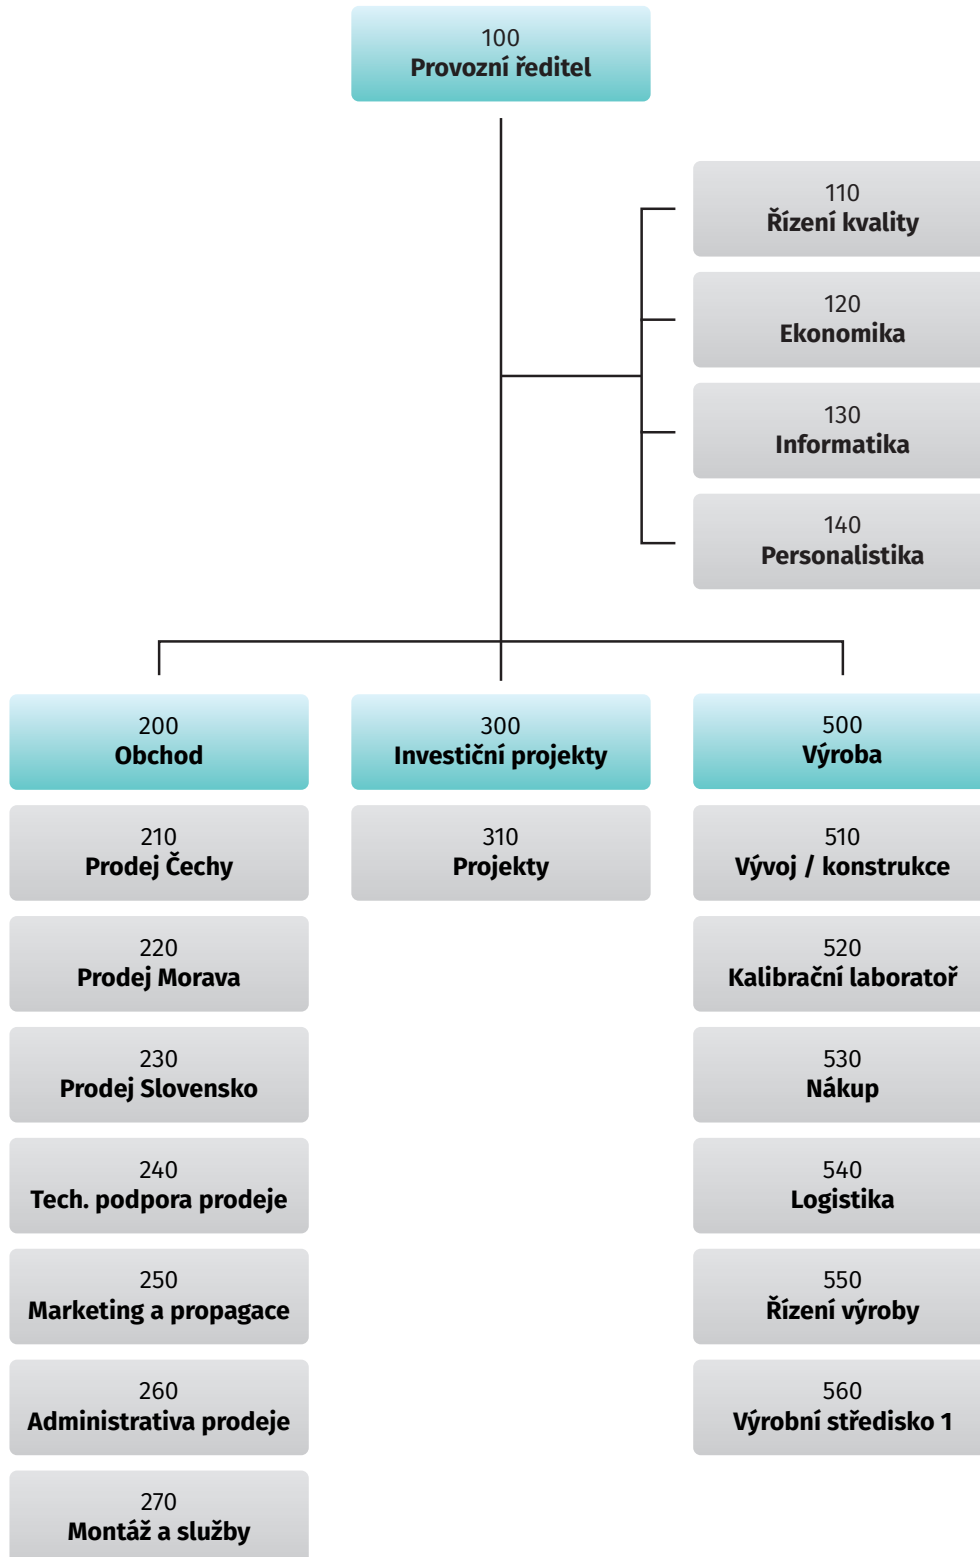 100
Provozní ředitel
110
Řízení kvality
120
Ekonomika
130
Informatika
140
Personalistika
200
Obchod
210
Prodej Čechy
220
Prodej Morava
230
Prodej Slovensko
240
Tech. podpora prodeje
250
Marketing a propagace
260
Administrativa prodeje
270
Montáž a služby
300
Investiční projekty
310
Projekty
500
Výroba
510
Vývoj / konstrukce
520
Kalibrační laboratoř
530
Nákup
540
Logistika
550
Řízení výroby
560
Výrobní středisko 1